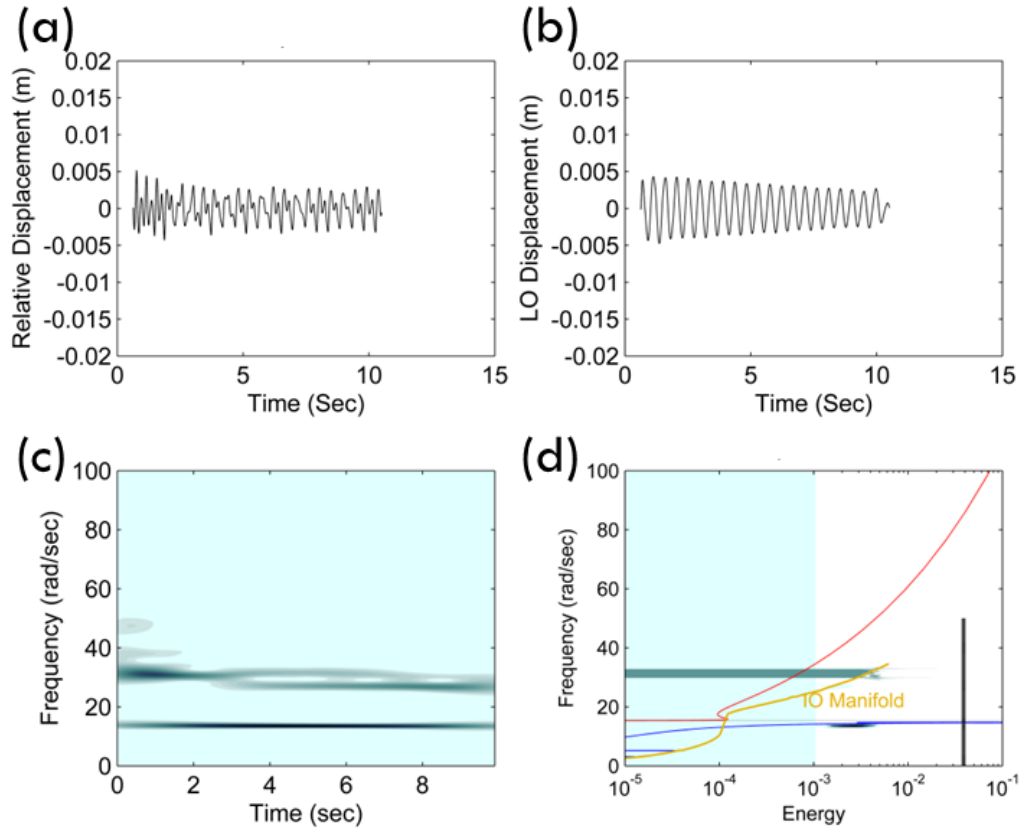 (a)
Relative Displacement (m)
0.02
0.015
0.01
0.005
0
-0.005
-0.01
-0.015
-0.02
0 5 10 15
Time (Sec)
(b)
LO Displacement (m)
0.02
0.015
0.01
0.005
0
-0.005
-0.01
-0.015
-0.02
0 5 10 15
Time (Sec)
(c)
Frequency (rad/sec)
100
80
60
40
20
0
0 2 4 6 8
Time (sec)
(d)
Frequency (rad/sec)
100
80
60
40
20
0
IO Manifold
10⁻⁵ 10⁻⁴ 10⁻³ 10⁻² 10⁻¹
Energy